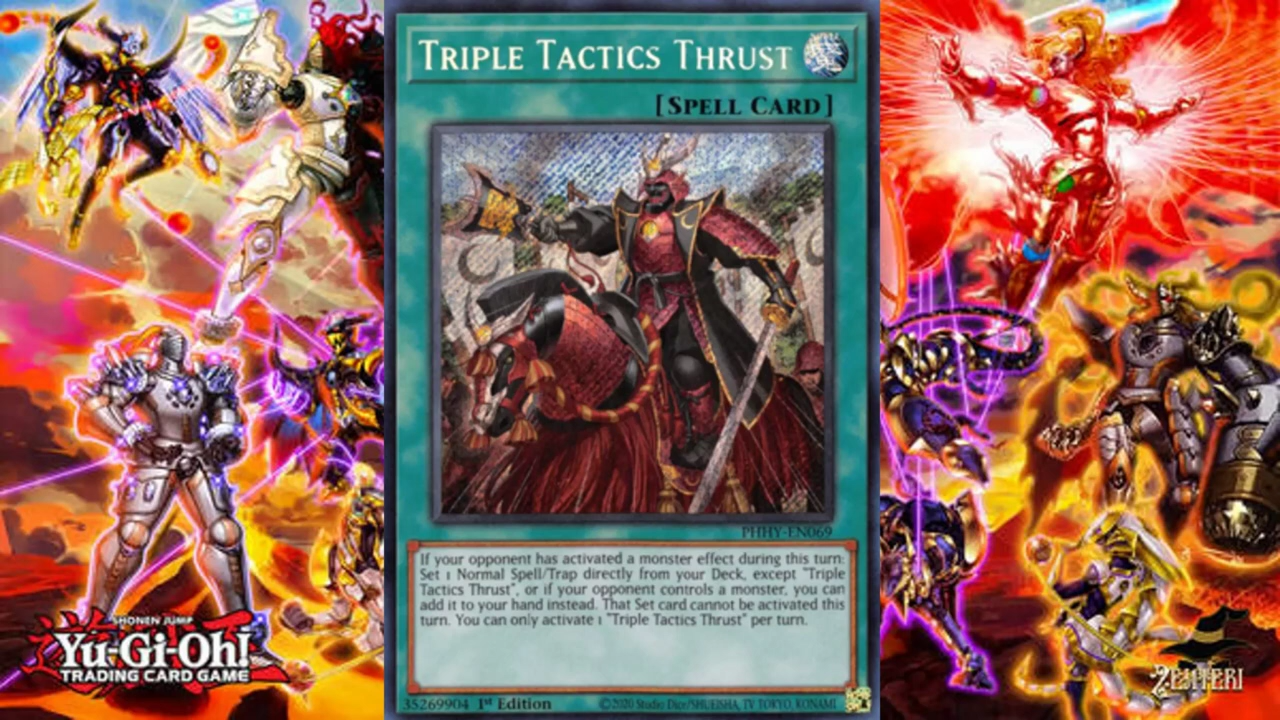 TRIPLE TACTICS THRUST
[SPELL CARD]
PHHY-EN069
If your opponent has activated a monster effect during this turn:
Set 1 Normal Spell/Trap directly from your Deck, except "Triple
Tactics Thrust", or if your opponent controls a monster, you can
add it to your hand instead. That Set card cannot be activated this
turn. You can only activate 1 "Triple Tactics Thrust" per turn.
35269904 1st Edition ©2020 Studio Dice/SHUEISHA, TV TOKYO, KONAMI
SHONEN JUMP
Yu-Gi-Oh!
TRADING CARD GAME